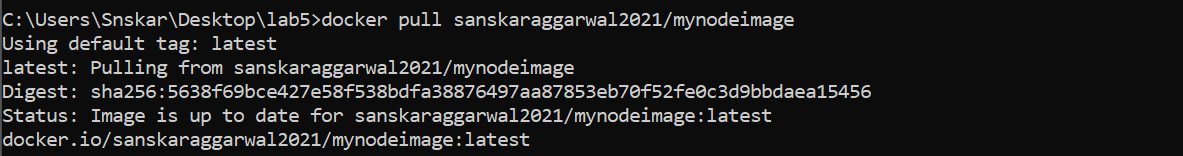 C:\Users\Snskar\Desktop\lab5>docker pull sanskaraggarwal2021/mynodeimage
Using default tag: latest
latest: Pulling from sanskaraggarwal2021/mynodeimage
Digest: sha256:5638f69bce427e58f538bdfa38876497aa87853eb70f52fe0c3d9bbdaea15456
Status: Image is up to date for sanskaraggarwal2021/mynodeimage:latest
docker.io/sanskaraggarwal2021/mynodeimage:latest